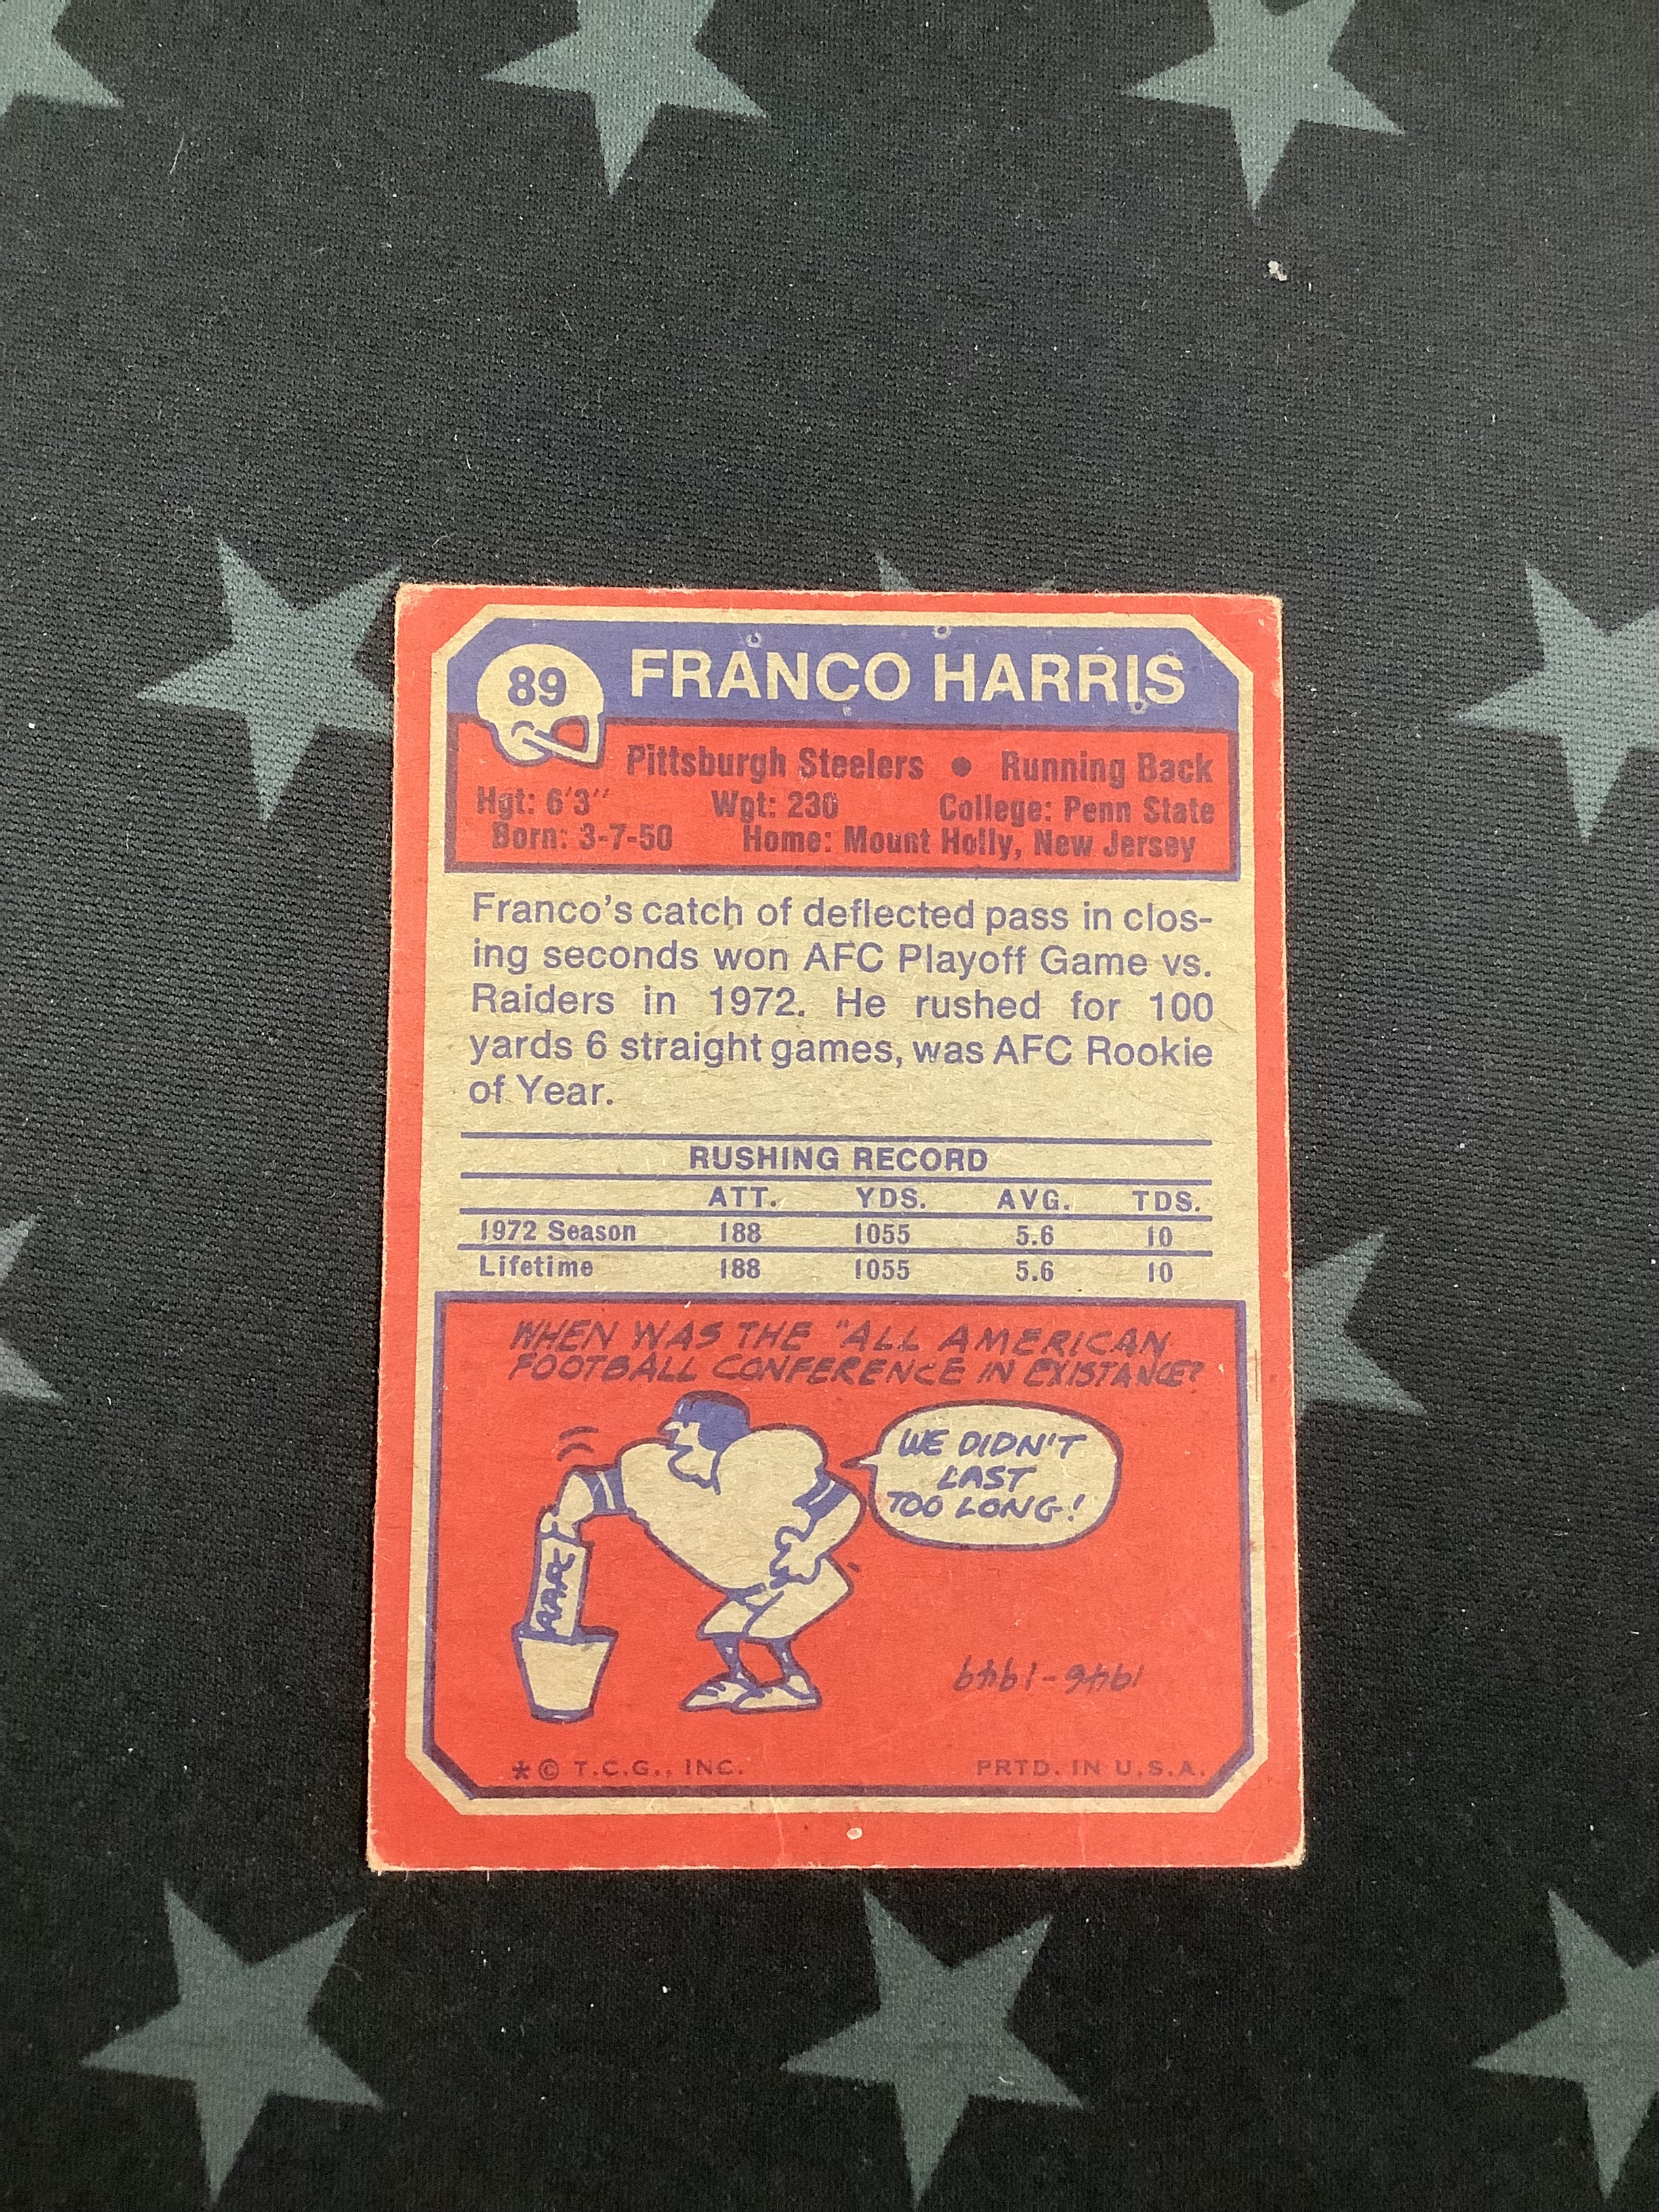 89
FRANCO HARRIS
Pittsburgh Steelers • Running Back
Hgt: 6'3" Wgt: 230 College: Penn State
Born: 3-7-50 Home: Mount Holly, New Jersey
Franco's catch of deflected pass in clos-
ing seconds won AFC Playoff Game vs.
Raiders in 1972. He rushed for 100
yards 6 straight games, was AFC Rookie
of Year.
RUSHING RECORD
ATT. YDS. AVG. TDS.
1972 Season 188 1055 5.6 10
Lifetime 188 1055 5.6 10
WHEN WAS THE "ALL AMERICAN
FOOTBALL CONFERENCE IN EXISTANCE?
WE DIDN'T
LAST
TOO LONG!
AAFC
1946-1949
* © T.C.G., INC. PRTD. IN U.S.A.